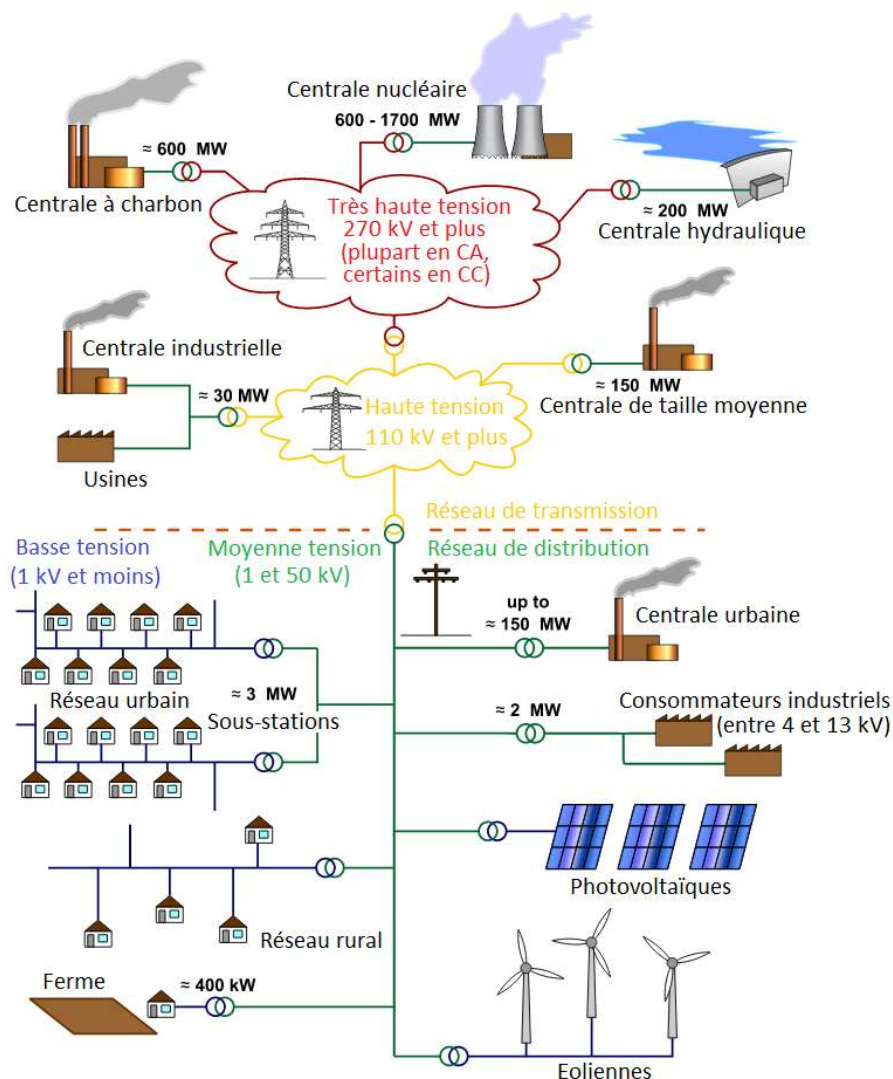 Centrale nucléaire
600 - 1700 MW
≈ 600 MW
Centrale à charbon
Très haute tension
270 kV et plus
(plupart en CA,
certains en CC)
≈ 200 MW
Centrale hydraulique
Centrale industrielle
≈ 30 MW
Usines
Haute tension
110 kV et plus
≈ 150 MW
Centrale de taille moyenne
Réseau de transmission
Basse tension
(1 kV et moins)
Moyenne tension
(1 et 50 kV)
Réseau de distribution
up to
≈ 150 MW
Centrale urbaine
Réseau urbain
≈ 3 MW
Sous-stations
≈ 2 MW
Consommateurs industriels
(entre 4 et 13 kV)
Photovoltaïques
Réseau rural
Ferme
≈ 400 kW
Eoliennes